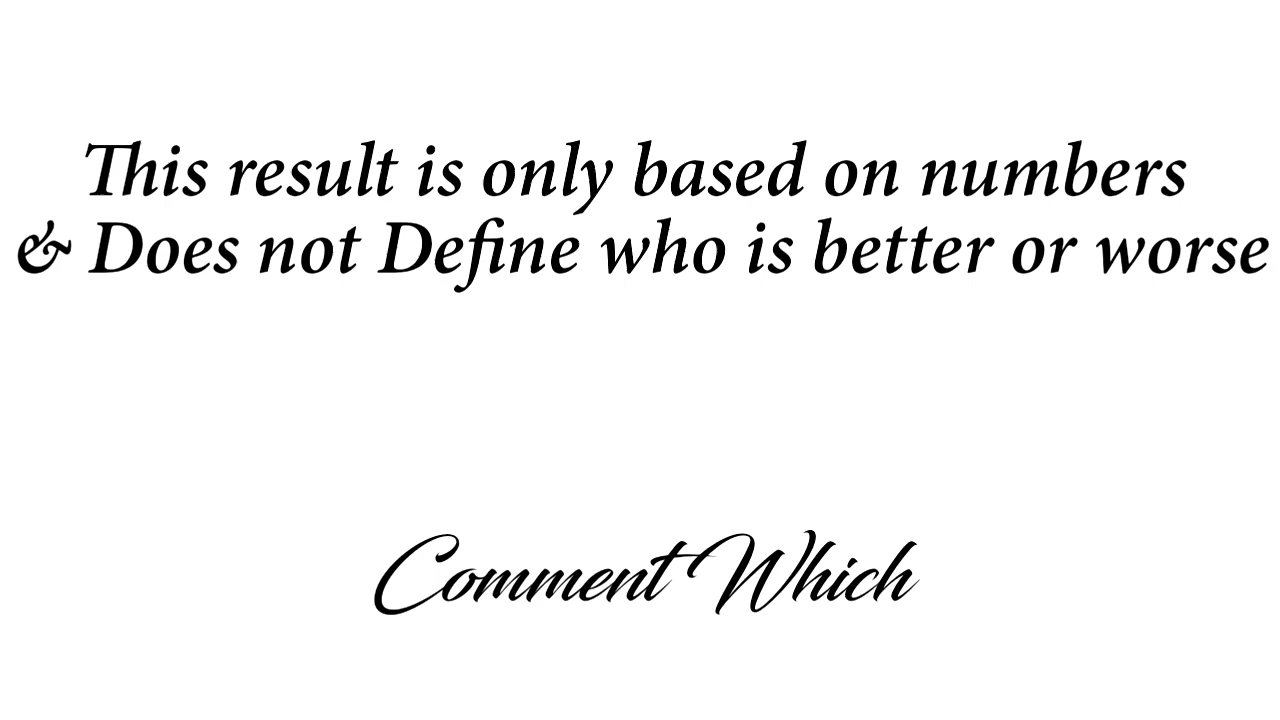 This result is only based on numbers
& Does not Define who is better or worse
Comment Which